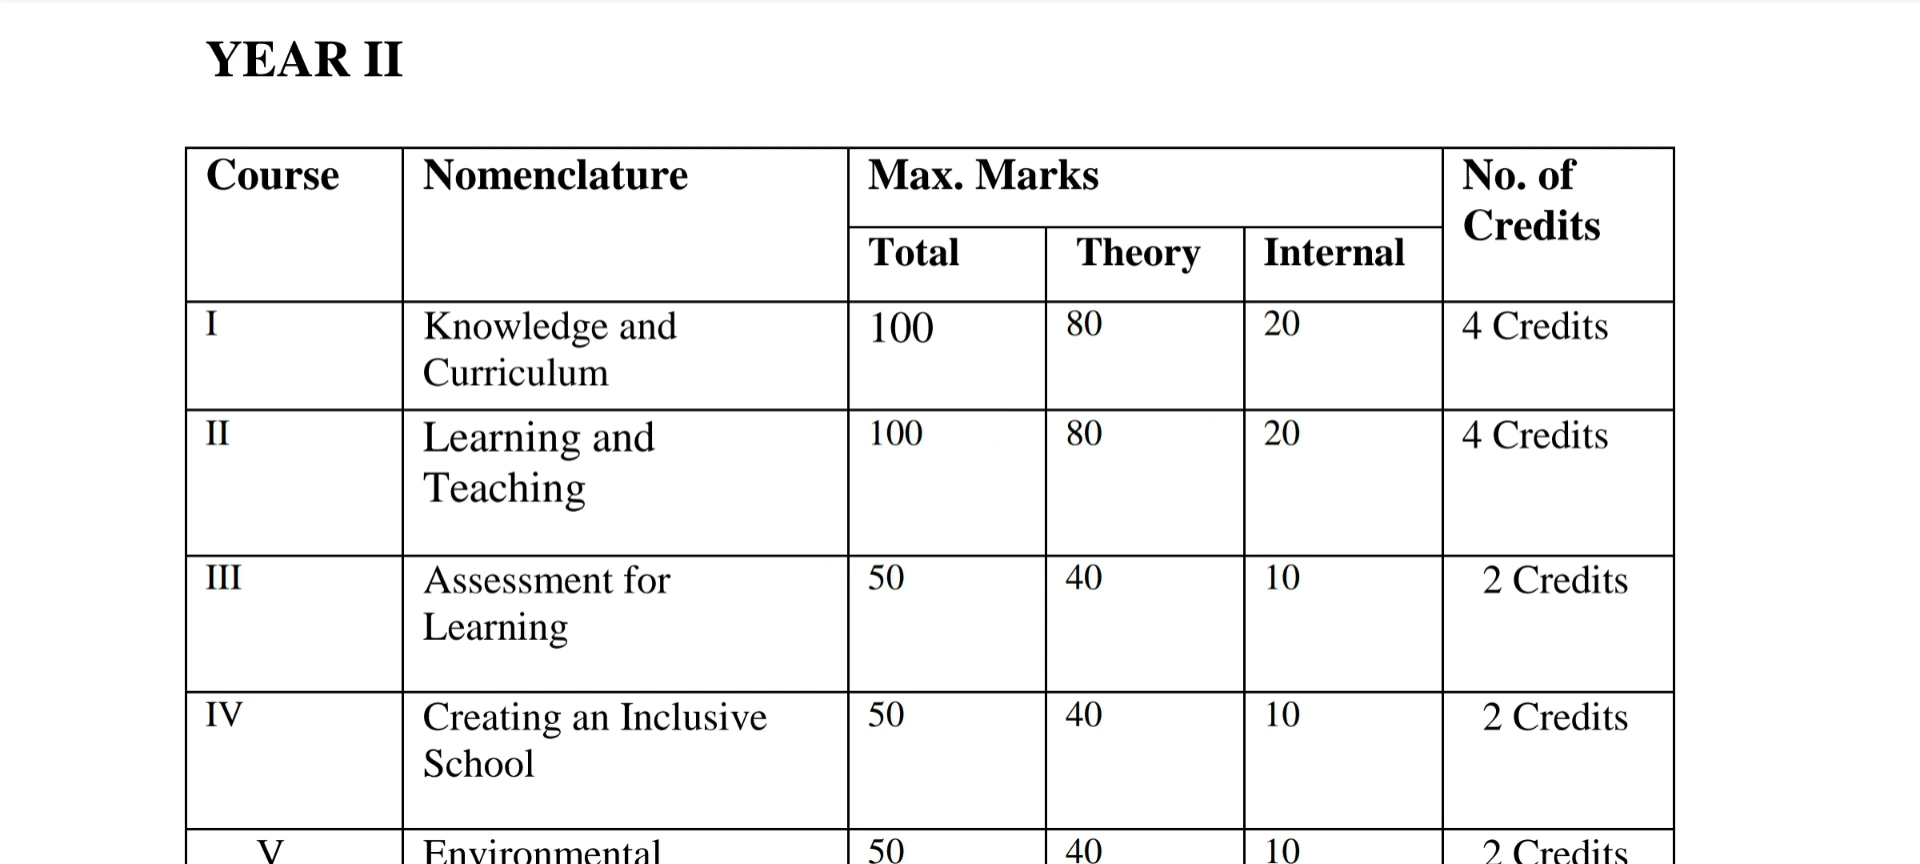 YEAR II
Course Nomenclature Max. Marks No. of
Credits
Total Theory Internal
I Knowledge and 100 80 20 4 Credits
Curriculum
II Learning and 100 80 20 4 Credits
Teaching
III Assessment for 50 40 10 2 Credits
Learning
IV Creating an Inclusive 50 40 10 2 Credits
School
V Environmental 50 40 10 2 Credits